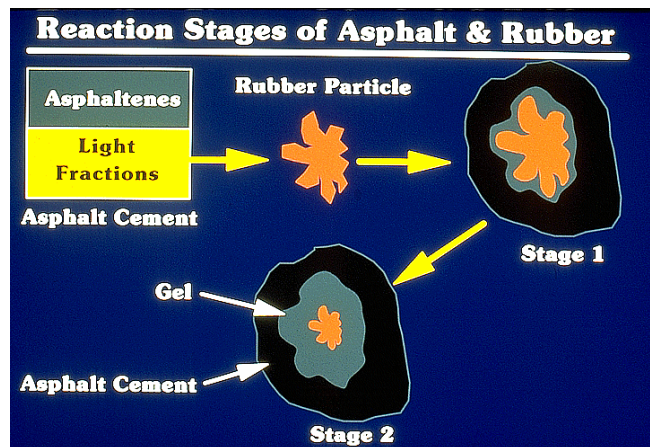 Reaction Stages of Asphalt & Rubber
Asphaltenes
Light
Fractions
Asphalt Cement
Rubber Particle
Stage 1
Gel
Asphalt Cement
Stage 2